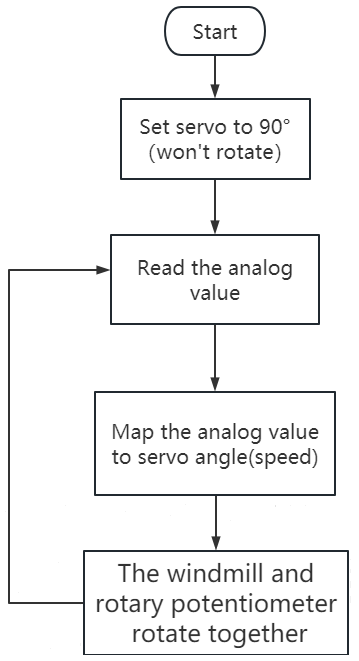 Start
Set servo to 90°
(won't rotate)
Read the analog
value
Map the analog value
to servo angle(speed)
The windmill and
rotary potentiometer
rotate together